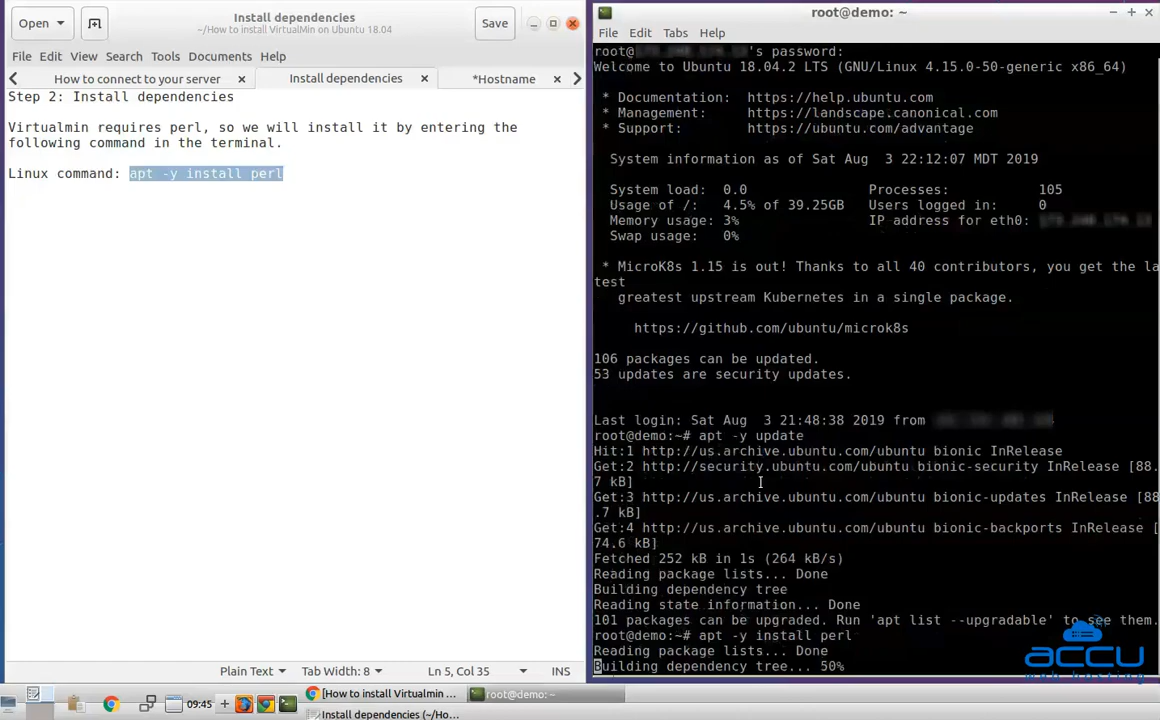 Open
Install dependencies
~/How to install VirtualMin on Ubuntu 18.04
Save
File Edit View Search Tools Documents Help
How to connect to your server
Install dependencies
*Hostname
Step 2: Install dependencies
Virtualmin requires perl, so we will install it by entering the
following command in the terminal.
Linux command: apt -y install perl
Plain Text
Tab Width: 8
Ln 5, Col 35
INS
root@demo: ~
File Edit Tabs Help
root@
's password:
Welcome to Ubuntu 18.04.2 LTS (GNU/Linux 4.15.0-50-generic x86_64)
* Documentation: https://help.ubuntu.com
* Management: https://landscape.canonical.com
* Support: https://ubuntu.com/advantage
System information as of Sat Aug 3 22:12:07 MDT 2019
System load: 0.0 Processes: 105
Usage of /: 4.5% of 39.25GB Users logged in: 0
Memory usage: 3% IP address for eth0:
Swap usage: 0%
* MicroK8s 1.15 is out! Thanks to all 40 contributors, you get the la
test
greatest upstream Kubernetes in a single package.
https://github.com/ubuntu/microk8s
106 packages can be updated.
53 updates are security updates.
Last login: Sat Aug 3 21:48:38 2019 from
root@demo:~# apt -y update
Hit:1 http://us.archive.ubuntu.com/ubuntu bionic InRelease
Get:2 http://security.ubuntu.com/ubuntu bionic-security InRelease [88.
7 kB]
Get:3 http://us.archive.ubuntu.com/ubuntu bionic-updates InRelease [88
.7 kB]
Get:4 http://us.archive.ubuntu.com/ubuntu bionic-backports InRelease [
74.6 kB]
Fetched 252 kB in 1s (264 kB/s)
Reading package lists... Done
Building dependency tree
Reading state information... Done
101 packages can be upgraded. Run 'apt list --upgradable' to see them.
root@demo:~# apt -y install perl
Reading package lists... Done
Building dependency tree... 50%
accu
web hosting
09:45
[How to install Virtualmin ...
root@demo: ~
Install dependencies (~/Ho...